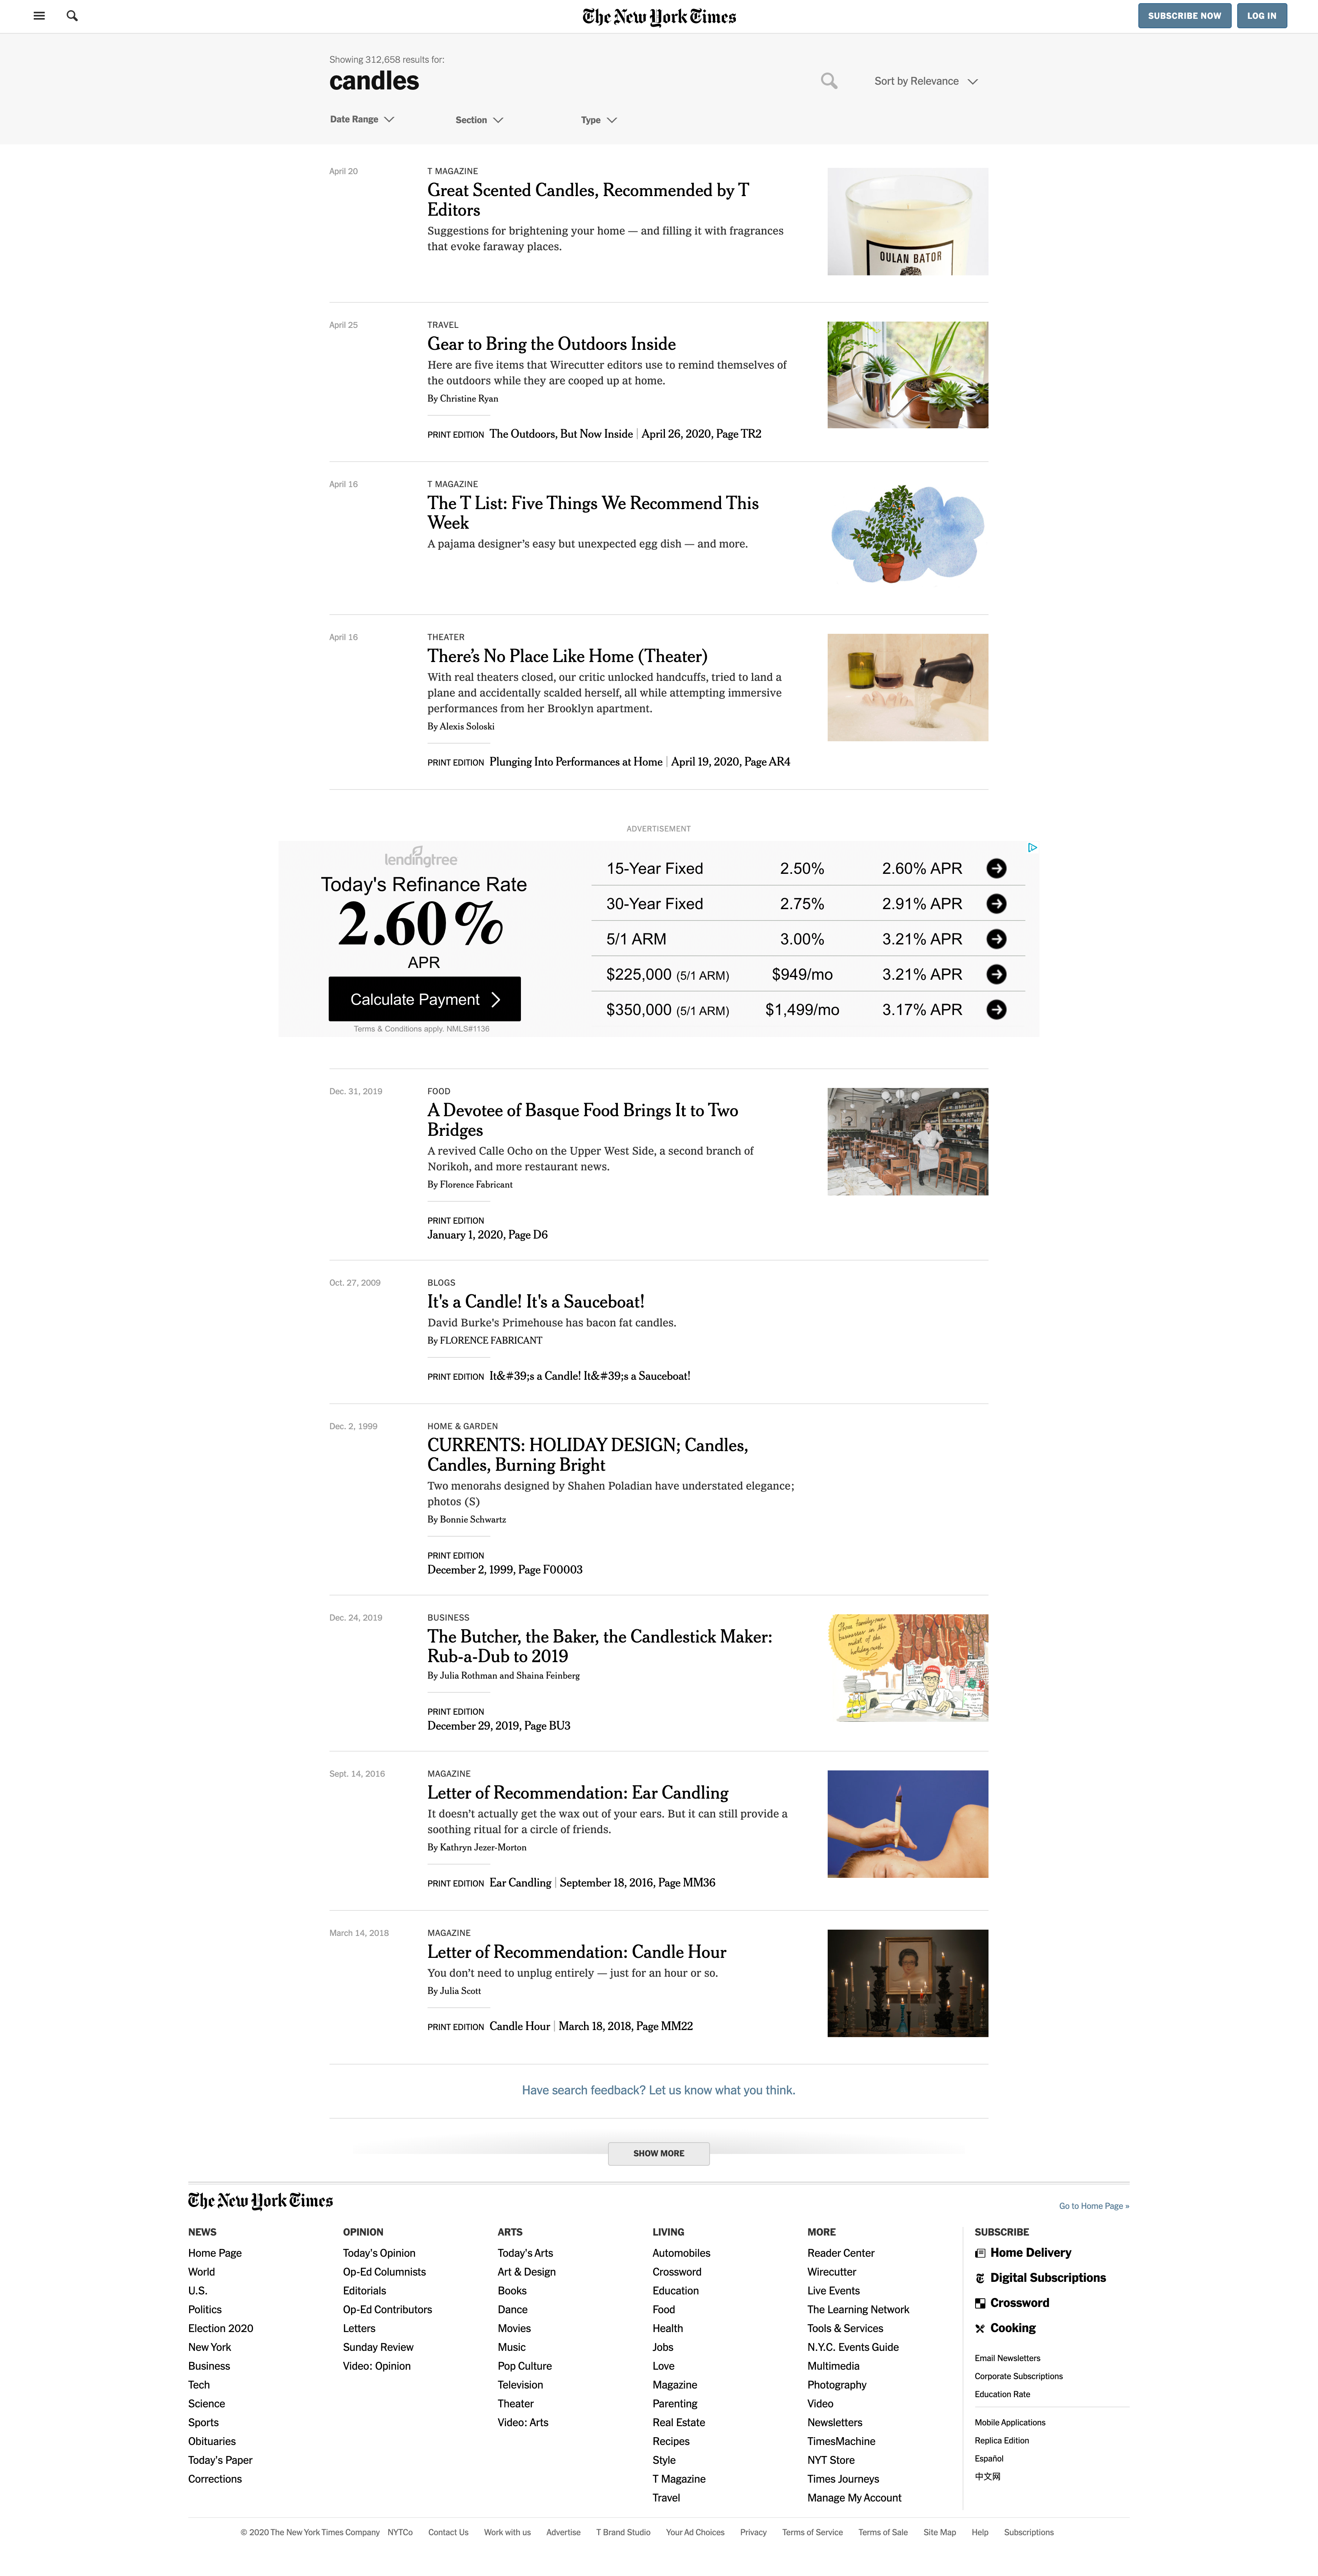 The New York Times
SUBSCRIBE NOW
LOG IN
Showing 312,658 results for:
candles
Sort by Relevance
Date Range
Section
Type
April 20
T MAGAZINE
Great Scented Candles, Recommended by T
Editors
Suggestions for brightening your home — and filling it with fragrances
that evoke faraway places.
OULAN BATOR
April 25
TRAVEL
Gear to Bring the Outdoors Inside
Here are five items that Wirecutter editors use to remind themselves of
the outdoors while they are cooped up at home.
By Christine Ryan
PRINT EDITION The Outdoors, But Now Inside | April 26, 2020, Page TR2
April 16
T MAGAZINE
The T List: Five Things We Recommend This
Week
A pajama designer's easy but unexpected egg dish — and more.
April 16
THEATER
There's No Place Like Home (Theater)
With real theaters closed, our critic unlocked handcuffs, tried to land a
plane and accidentally scalded herself, all while attempting immersive
performances from her Brooklyn apartment.
By Alexis Soloski
PRINT EDITION Plunging Into Performances at Home | April 19, 2020, Page AR4
ADVERTISEMENT
lendingtree
Today's Refinance Rate
2.60%
APR
Calculate Payment
Terms & Conditions apply. NMLS#1136
15-Year Fixed 2.50% 2.60% APR
30-Year Fixed 2.75% 2.91% APR
5/1 ARM 3.00% 3.21% APR
$225,000 (5/1 ARM) $949/mo 3.21% APR
$350,000 (5/1 ARM) $1,499/mo 3.17% APR
Dec. 31, 2019
FOOD
A Devotee of Basque Food Brings It to Two
Bridges
A revived Calle Ocho on the Upper West Side, a second branch of
Norikoh, and more restaurant news.
By Florence Fabricant
PRINT EDITION
January 1, 2020, Page D6
Oct. 27, 2009
BLOGS
It's a Candle! It's a Sauceboat!
David Burke's Primehouse has bacon fat candles.
By FLORENCE FABRICANT
PRINT EDITION It&#39;s a Candle! It&#39;s a Sauceboat!
Dec. 2, 1999
HOME & GARDEN
CURRENTS: HOLIDAY DESIGN; Candles,
Candles, Burning Bright
Two menorahs designed by Shahen Poladian have understated elegance;
photos (S)
By Bonnie Schwartz
PRINT EDITION
December 2, 1999, Page F00003
Dec. 24, 2019
BUSINESS
The Butcher, the Baker, the Candlestick Maker:
Rub-a-Dub to 2019
By Julia Rothman and Shaina Feinberg
PRINT EDITION
December 29, 2019, Page BU3
Three family-run
businesses in the
midst of the
holiday rush
Sept. 14, 2016
MAGAZINE
Letter of Recommendation: Ear Candling
It doesn't actually get the wax out of your ears. But it can still provide a
soothing ritual for a circle of friends.
By Kathryn Jezer-Morton
PRINT EDITION Ear Candling | September 18, 2016, Page MM36
March 14, 2018
MAGAZINE
Letter of Recommendation: Candle Hour
You don't need to unplug entirely — just for an hour or so.
By Julia Scott
PRINT EDITION Candle Hour | March 18, 2018, Page MM22
Have search feedback? Let us know what you think.
SHOW MORE
The New York Times
Go to Home Page »
NEWS
Home Page
World
U.S.
Politics
Election 2020
New York
Business
Tech
Science
Sports
Obituaries
Today's Paper
Corrections
OPINION
Today's Opinion
Op-Ed Columnists
Editorials
Op-Ed Contributors
Letters
Sunday Review
Video: Opinion
ARTS
Today's Arts
Art & Design
Books
Dance
Movies
Music
Pop Culture
Television
Theater
Video: Arts
LIVING
Automobiles
Crossword
Education
Food
Health
Jobs
Love
Magazine
Parenting
Real Estate
Recipes
Style
T Magazine
Travel
MORE
Reader Center
Wirecutter
Live Events
The Learning Network
Tools & Services
N.Y.C. Events Guide
Multimedia
Photography
Video
Newsletters
TimesMachine
NYT Store
Times Journeys
Manage My Account
SUBSCRIBE
Home Delivery
Digital Subscriptions
Crossword
Cooking
Email Newsletters
Corporate Subscriptions
Education Rate
Mobile Applications
Replica Edition
Español
中文网
© 2020 The New York Times Company NYTCo Contact Us Work with us Advertise T Brand Studio Your Ad Choices Privacy Terms of Service Terms of Sale Site Map Help Subscriptions